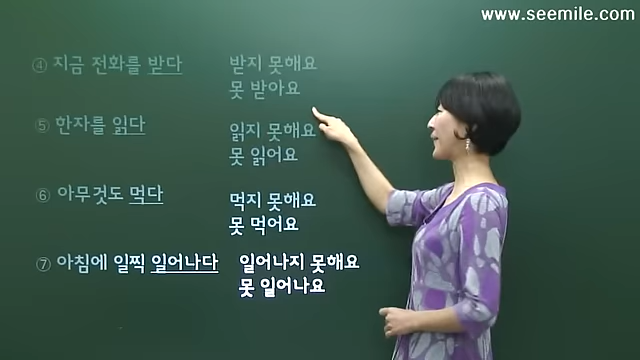 www.seemile.com
④ 지금 전화를 받다 받지 못해요
못 받아요
⑤ 한자를 읽다 읽지 못해요
못 읽어요
⑥ 아무것도 먹다 먹지 못해요
못 먹어요
⑦ 아침에 일찍 일어나다 일어나지 못해요
못 일어나요